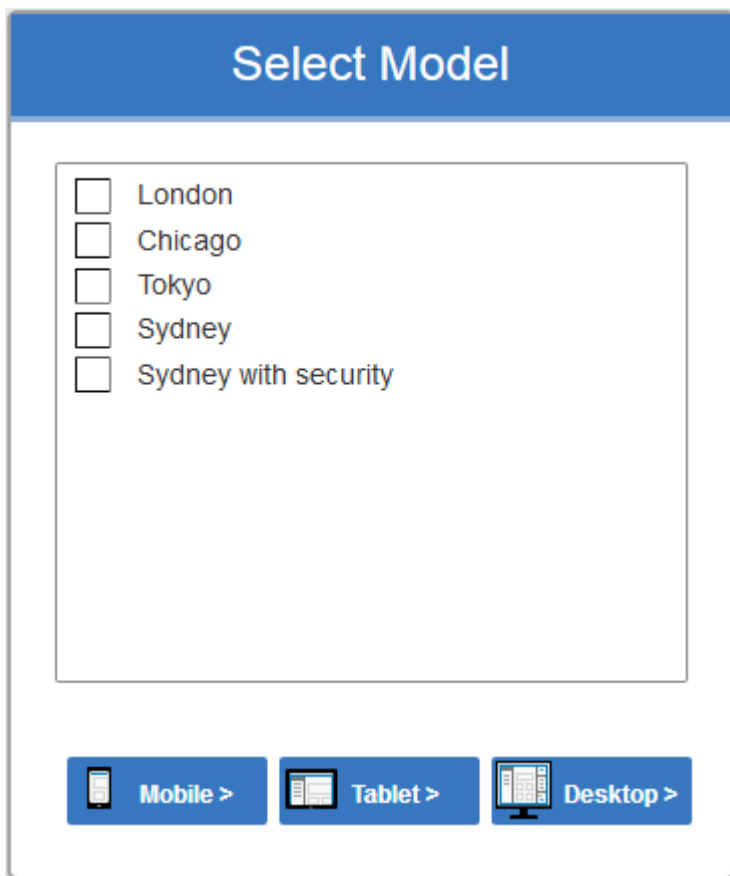 Select Model
London
Chicago
Tokyo
Sydney
Sydney with security
Mobile > Tablet > Desktop >